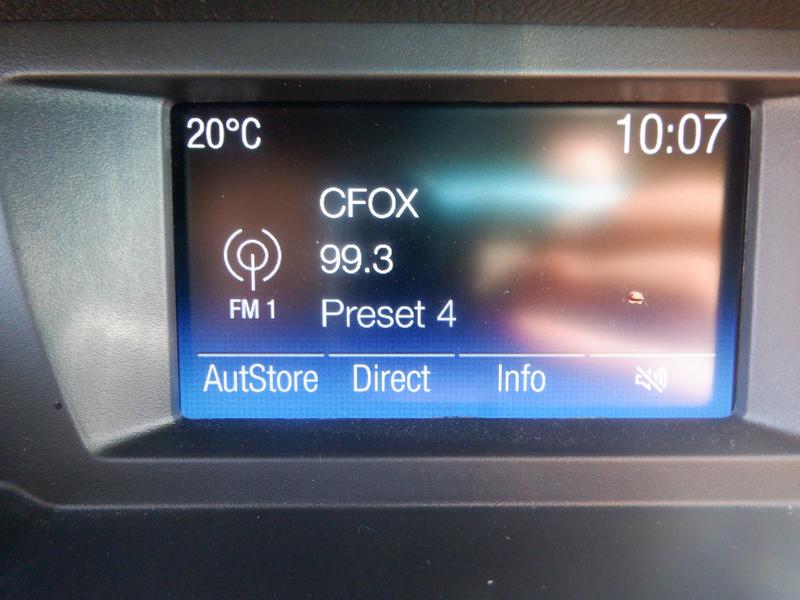 20°C 10:07
CFOX
99.3
FM 1 Preset 4
AutStore Direct Info